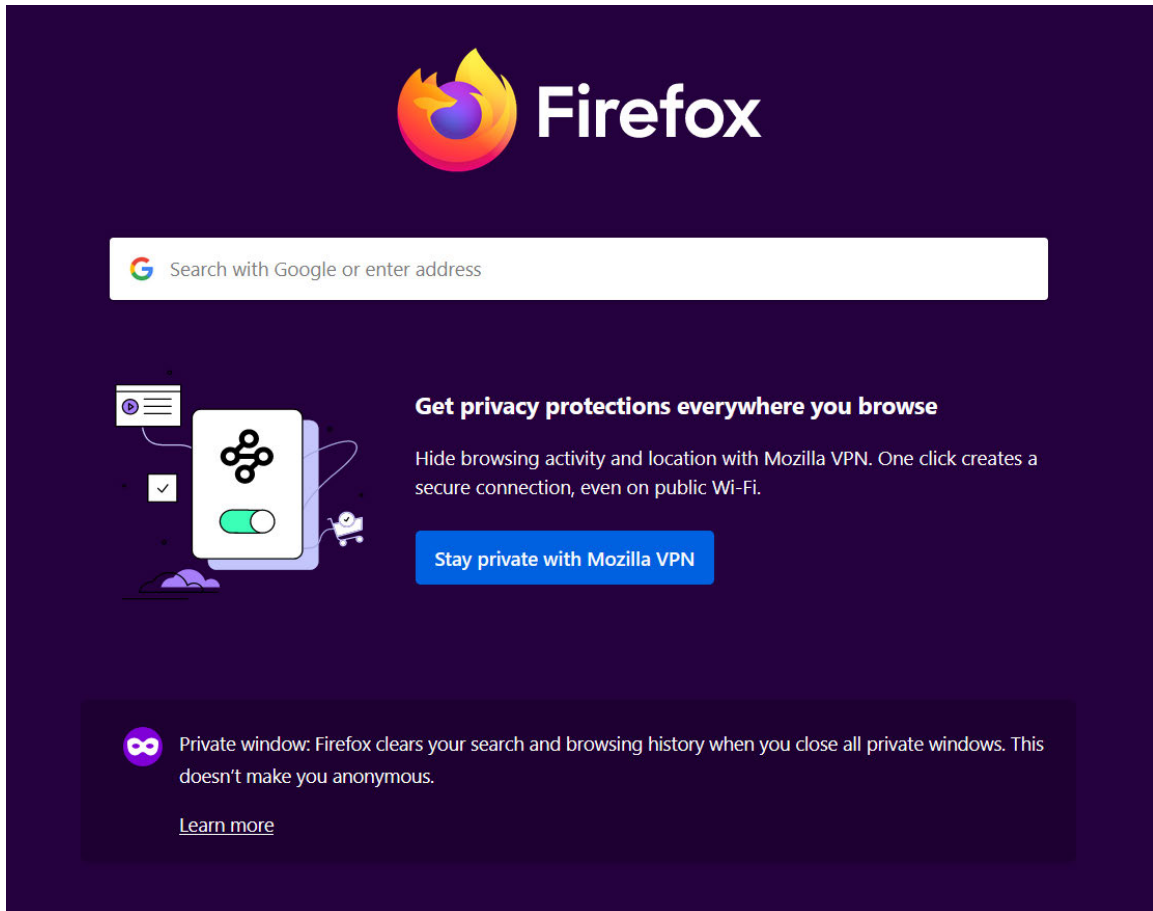 Firefox
Search with Google or enter address
Get privacy protections everywhere you browse
Hide browsing activity and location with Mozilla VPN. One click creates a
secure connection, even on public Wi-Fi.
Stay private with Mozilla VPN
Private window: Firefox clears your search and browsing history when you close all private windows. This
doesn’t make you anonymous.
Learn more